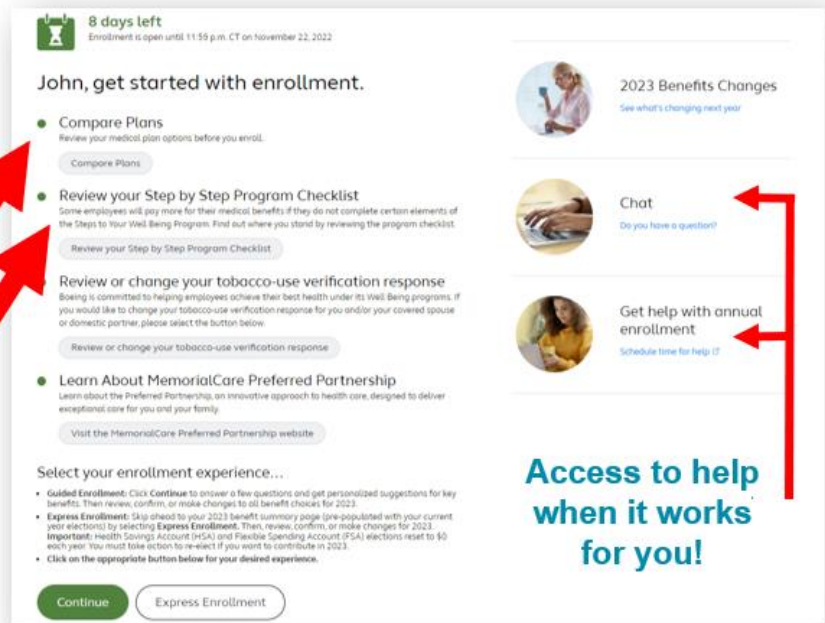 8 days left
Enrollment is open until 11:59 p.m. CT on November 22, 2022
John, get started with enrollment.
Compare Plans
Review your medical plan options before you enroll.
Compare Plans
Review your Step by Step Program Checklist
Some employees will pay more for their medical benefits if they do not complete certain elements of
the Steps to Your Well Being Program. Find out where you stand by reviewing the program checklist.
Review your Step by Step Program Checklist
Review or change your tobacco-use verification response
Boeing is committed to helping employees achieve their best health under its Well Being programs. If
you would like to change your tobacco-use verification response for you and/or your covered spouse
or domestic partner, please select the button below.
Review or change your tobacco-use verification response
Learn About MemorialCare Preferred Partnership
Learn about the Preferred Partnership, an innovative approach to health care, designed to deliver
exceptional care for you and your family.
Visit the MemorialCare Preferred Partnership website
Select your enrollment experience...
• Guided Enrollment: Click Continue to answer a few questions and get personalized suggestions for key
benefits. Then review, confirm, or make changes to all benefit choices for 2023.
• Express Enrollment: Skip ahead to your 2023 benefit summary page (pre-populated with your current
year elections) by selecting Express Enrollment. Then, review, confirm, or make changes for 2023.
Important: Health Savings Account (HSA) and Flexible Spending Account (FSA) elections reset to $0
each year. You must take action to re-elect if you want to contribute in 2023.
• Click on the appropriate button below for your desired experience.
Continue
Express Enrollment
2023 Benefits Changes
See what's changing next year
Chat
Do you have a question?
Get help with annual
enrollment
Schedule time for help
Access to help
when it works
for you!